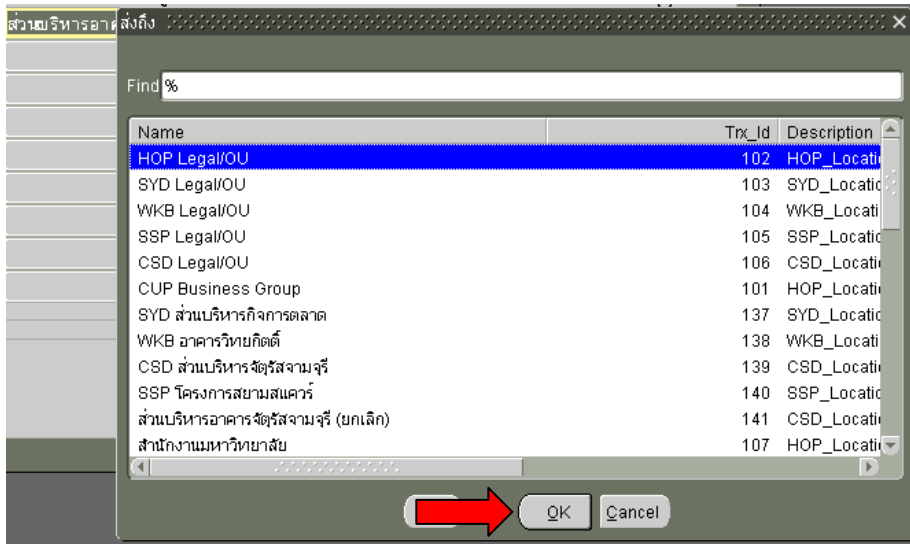 ส่วนบริหารอาค
ส่งถึง
Find %
Name Trx_Id Description
HOP Legal/OU 102 HOP_Locati
SYD Legal/OU 103 SYD_Locatic
WKB Legal/OU 104 WKB_Locati
SSP Legal/OU 105 SSP_Locatic
CSD Legal/OU 106 CSD_Locati
CUP Business Group 101 HOP_Locati
SYD ส่วนบริหารกิจการตลาด 137 SYD_Locatic
WKB อาคารวิทยกิตติ์ 138 WKB_Locati
CSD ส่วนบริหารจัตุรัสจามจุรี 139 CSD_Locati
SSP โครงการสยามสแควร์ 140 SSP_Locatic
ส่วนบริหารอาคารจัตุรัสจามจุรี (ยกเลิก) 141 CSD_Locati
สำนักงานมหาวิทยาลัย 107 HOP_Locati
OK Cancel